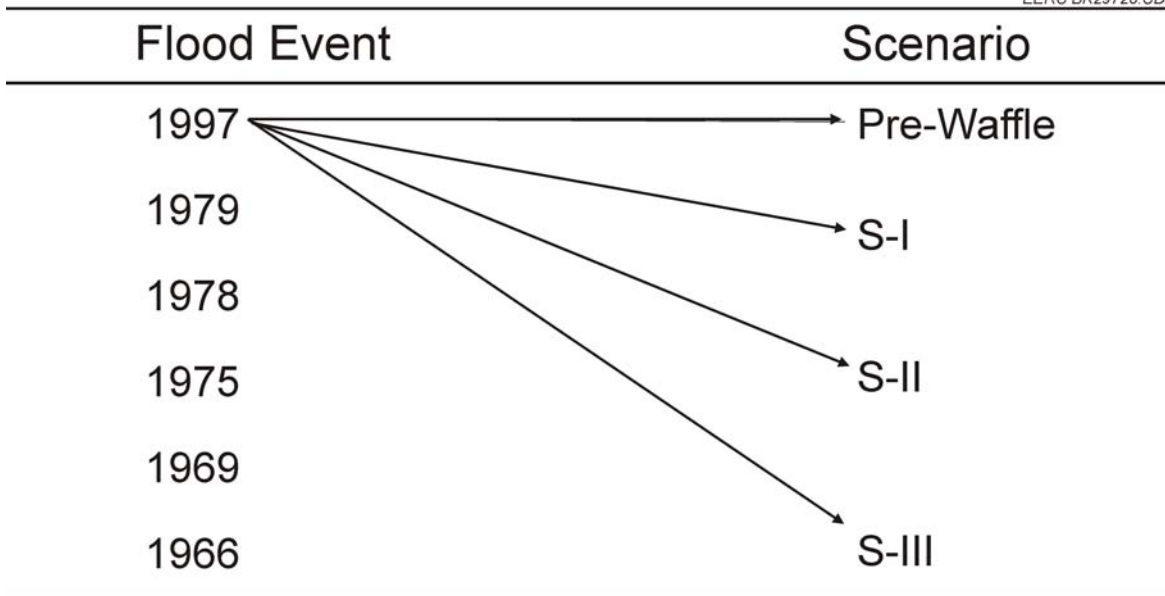 Flood Event Scenario
1997 Pre-Waffle
1979 S-I
1978
1975 S-II
1969
1966 S-III